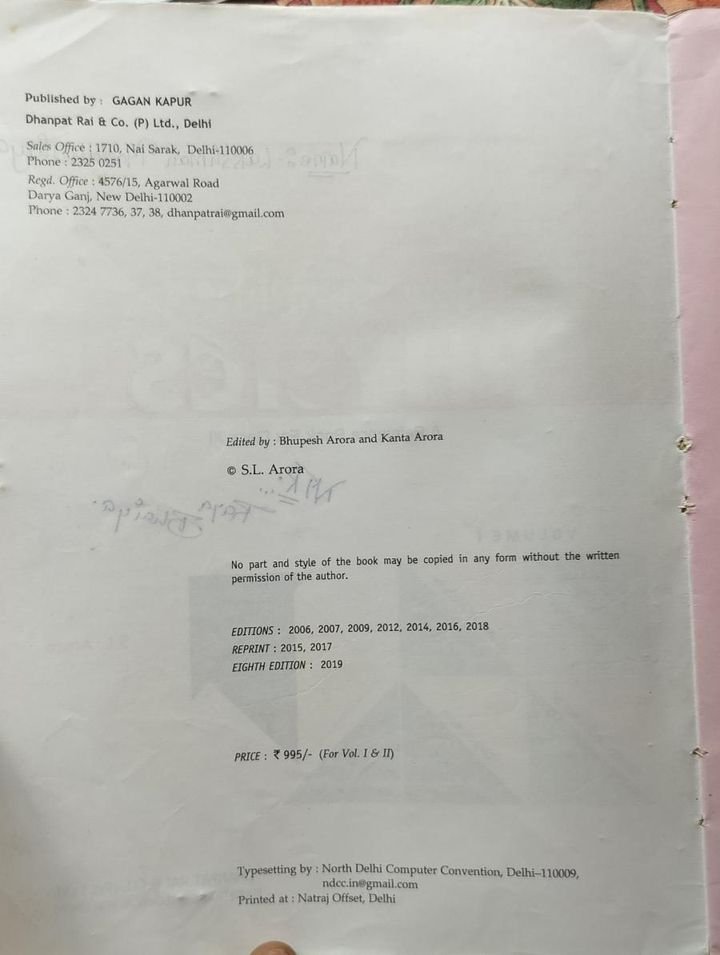 Published by : GAGAN KAPUR
Dhanpat Rai & Co. (P) Ltd., Delhi
Sales Office : 1710, Nai Sarak, Delhi-110006
Phone : 2325 0251
Regd. Office : 4576/15, Agarwal Road
Darya Ganj, New Delhi-110002
Phone : 2324 7736, 37, 38, dhanpatrai@gmail.com
Edited by : Bhupesh Arora and Kanta Arora
© S.L. Arora
No part and style of the book may be copied in any form without the written
permission of the author.
EDITIONS : 2006, 2007, 2009, 2012, 2014, 2016, 2018
REPRINT : 2015, 2017
EIGHTH EDITION : 2019
PRICE : ₹ 995/- (For Vol. I & II)
Typesetting by : North Delhi Computer Convention, Delhi–110009,
ndcc.in@gmail.com
Printed at : Natraj Offset, Delhi